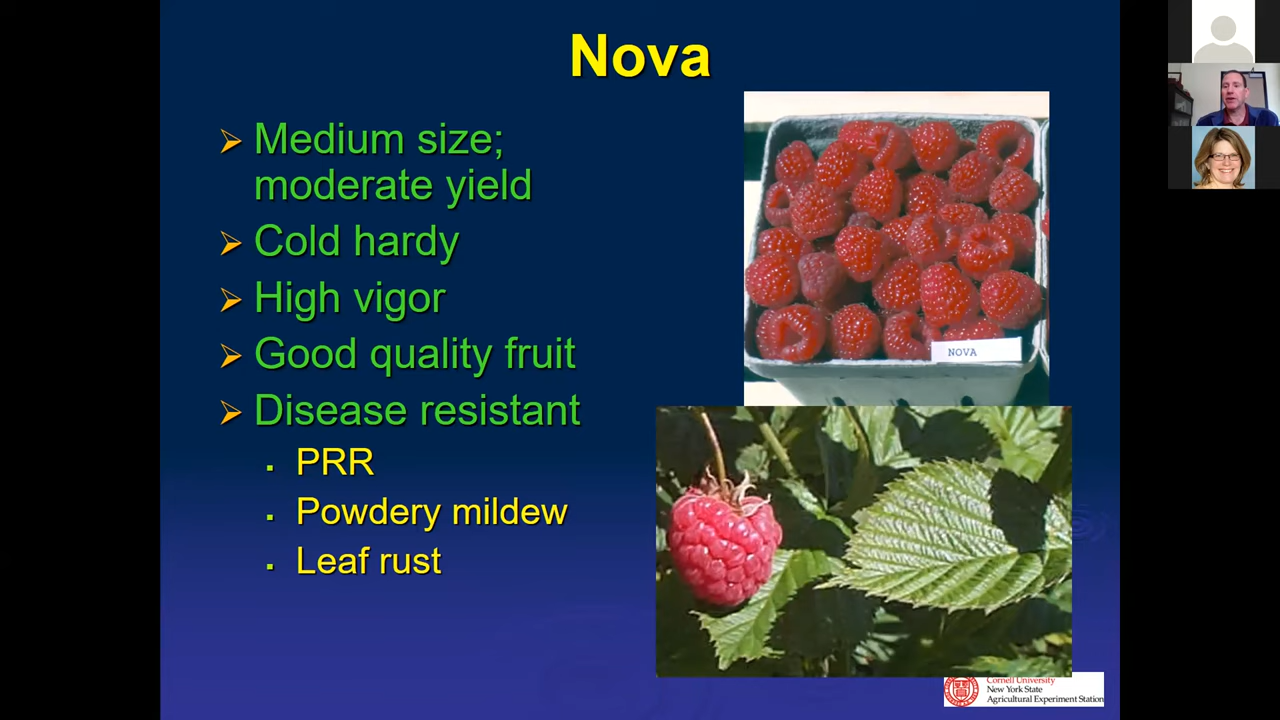 Nova
Medium size;
moderate yield
Cold hardy
High vigor
Good quality fruit
Disease resistant
PRR
Powdery mildew
Leaf rust
NOVA
Cornell University
New York State
Agricultural Experiment Station